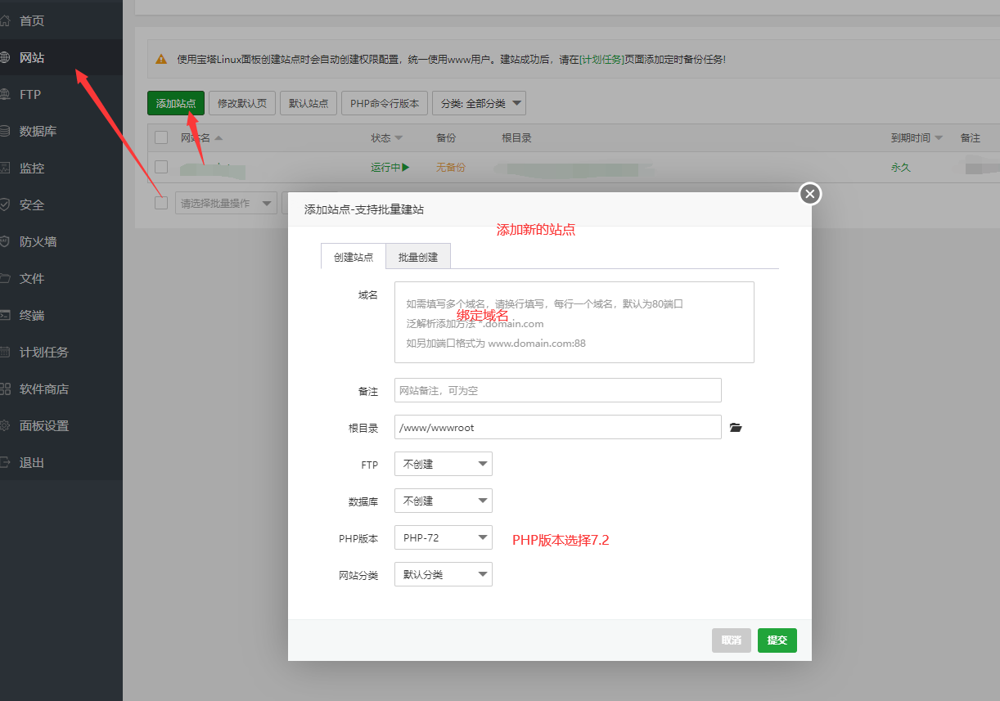 首页
网站
FTP
数据库
监控
安全
防火墙
文件
终端
计划任务
软件商店
面板设置
退出
使用宝塔Linux面板创建站点时会自动创建权限配置，统一使用www用户。建站成功后，请在[计划任务]页面添加定时备份任务!
添加站点 修改默认页 默认站点 PHP命令行版本 分类: 全部分类
网站名 状态 备份 根目录 到期时间 备注
运行中 无备份 永久
请选择批量操作
添加站点-支持批量建站
添加新的站点
创建站点 批量创建
域名
如需填写多个域名，请换行填写，每行一个域名，默认为80端口
绑定域名
泛解析添加方法 *.domain.com
如另加端口格式为 www.domain.com:88
备注 网站备注，可为空
根目录 /www/wwwroot
FTP 不创建
数据库 不创建
PHP版本 PHP-72 PHP版本选择7.2
网站分类 默认分类
取消 提交